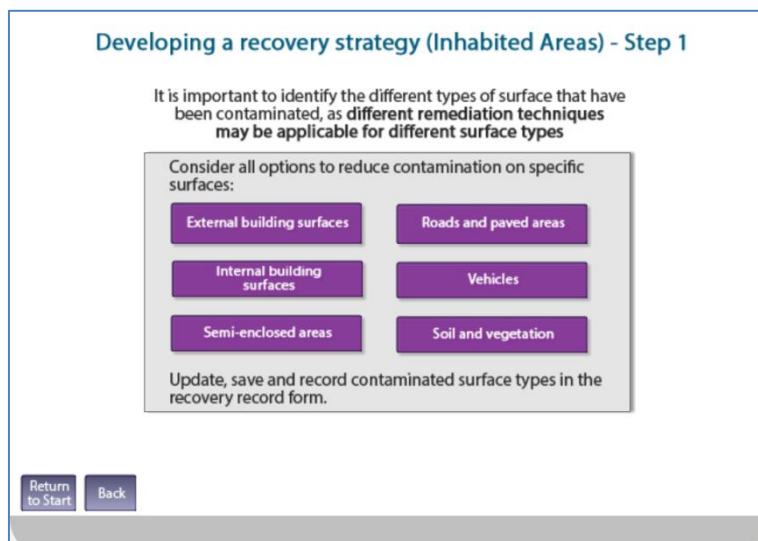 Developing a recovery strategy (Inhabited Areas) - Step 1
It is important to identify the different types of surface that have
been contaminated, as different remediation techniques
may be applicable for different surface types
Consider all options to reduce contamination on specific
surfaces:
External building surfaces
Roads and paved areas
Internal building
surfaces
Vehicles
Semi-enclosed areas
Soil and vegetation
Update, save and record contaminated surface types in the
recovery record form.
Return
to Start
Back